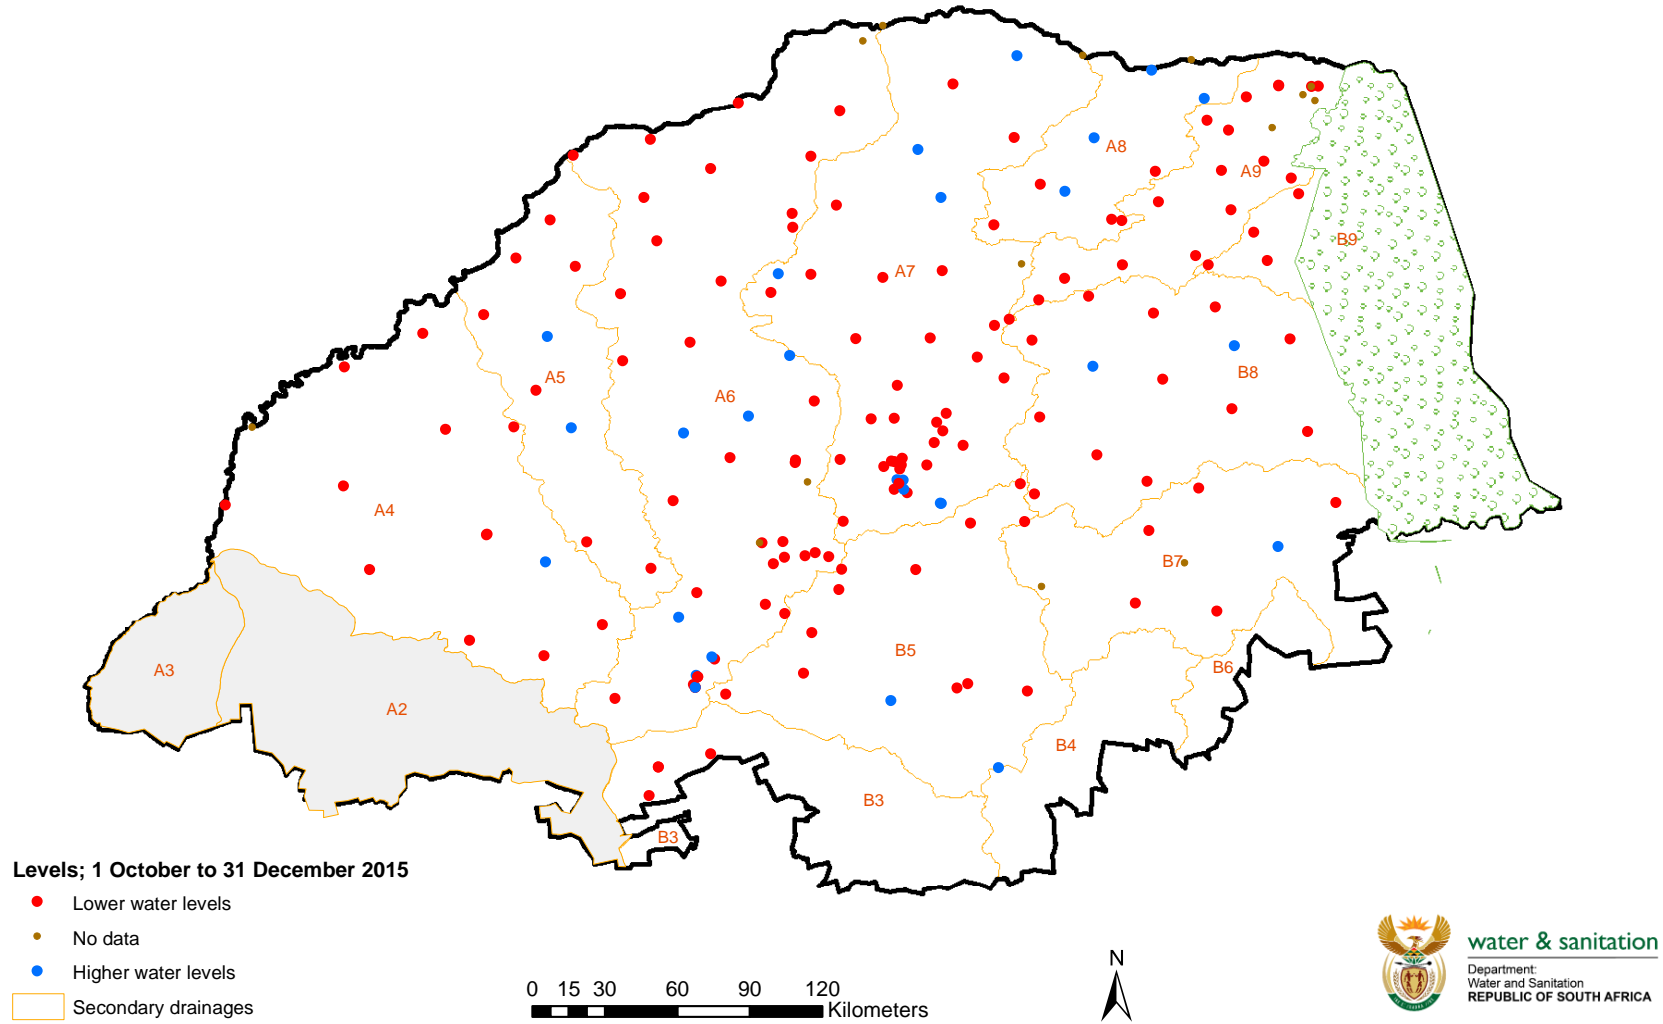 A8
A9
B9
A7
A5
A6
B8
A4
B7
B5
B6
A3
A2
B4
B3
B3
Levels; 1 October to 31 December 2015
Lower water levels
No data
Higher water levels
Secondary drainages
0 15 30 60 90 120
Kilometers
N
water & sanitation
Department:
Water and Sanitation
REPUBLIC OF SOUTH AFRICA